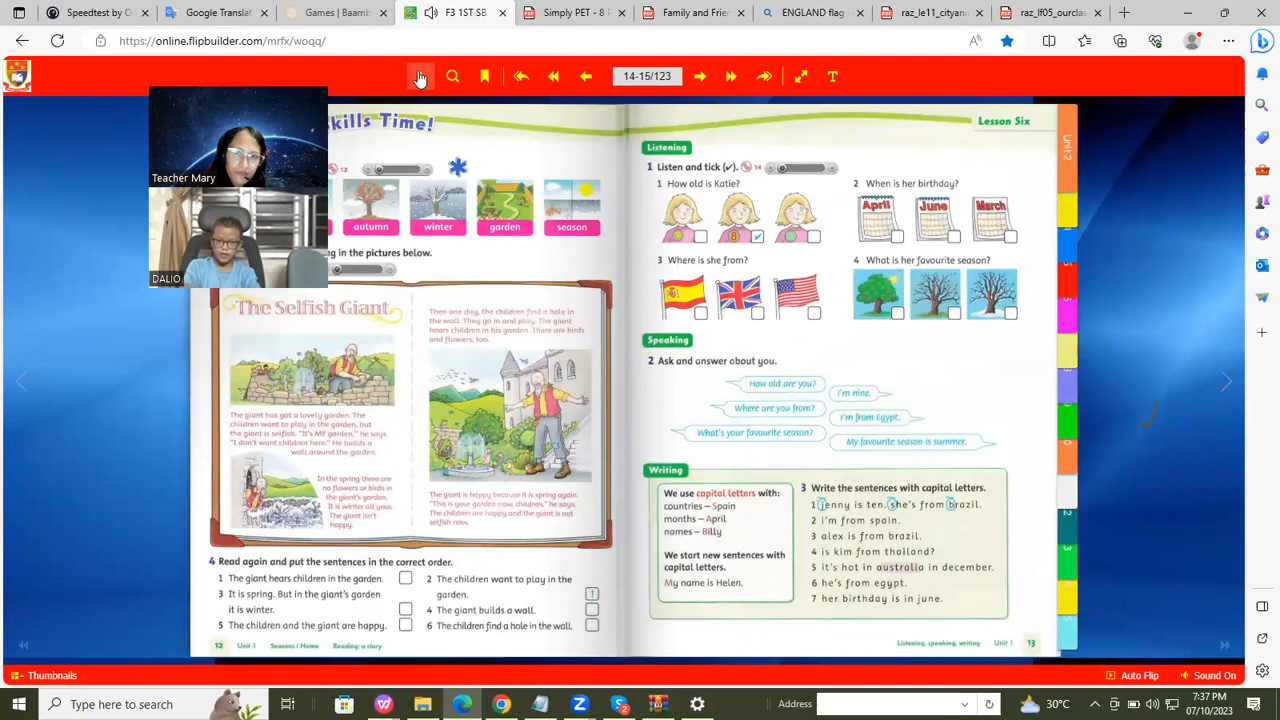 Speedtest by O
Google Translat
Games | Bamb
F3 1ST SB
Simply PET - 8 P
Family and Frie
ENGLAND flag
raz_le11_cityani
raz_lf05_ourclas
https://online.flipbuilder.com/mrfx/woqq/
14-15/123
T
Teacher Mary
DALIO
kills Time!
12
autumn
winter
garden
season
g in the pictures below.
The Selfish Giant
The giant has got a lovely garden. The
children want to play in the garden, but
the giant is selfish. "It's MY garden," he says
"I don't want children here." He builds a
wall around the garden.
In the spring there are
no flowers or birds in
the giant's garden.
It is winter all year.
The giant isn't
happy.
Then one day, the children find a hole in
the wall. They go in and play. The giant
hears children in his garden. There are birds
and flowers, too.
The giant is happy because it is spring again.
"This is your garden now, children," he says.
The children are happy and the giant is not
selfish now.
4 Read again and put the sentences in the correct order.
1 The giant hears children in the garden.
2 The children want to play in the
garden.
1
3 It is spring. But in the giant's garden
it is winter.
4 The giant builds a wall.
5 The children and the giant are happy.
6 The children find a hole in the wall.
12 Unit 1 Seasons / Home Reading: a story
Lesson Six
Unit 2
Listening
1 Listen and tick (✓). 14
1 How old is Katie?
2 When is her birthday?
April
June
March
3 Where is she from?
4 What is her favourite season?
Speaking
2 Ask and answer about you.
How old are you?
I'm nine.
Where are you from?
I'm from Egypt.
What's your favourite season?
My favourite season is summer.
Writing
We use capital letters with:
countries – Spain
months – April
names – Billy
We start new sentences with
capital letters.
My name is Helen.
3 Write the sentences with capital letters.
1 jenny is ten. she's from brazil.
2 i'm from spain.
3 alex is from brazil.
4 is kim from thailand?
5 it's hot in australia in december.
6 he's from egypt.
7 her birthday is in june.
Listening, speaking, writing Unit 1 13
Thumbnails
Auto Flip
Sound On
Type here to search
Address
30°C
7:37 PM
07/10/2023